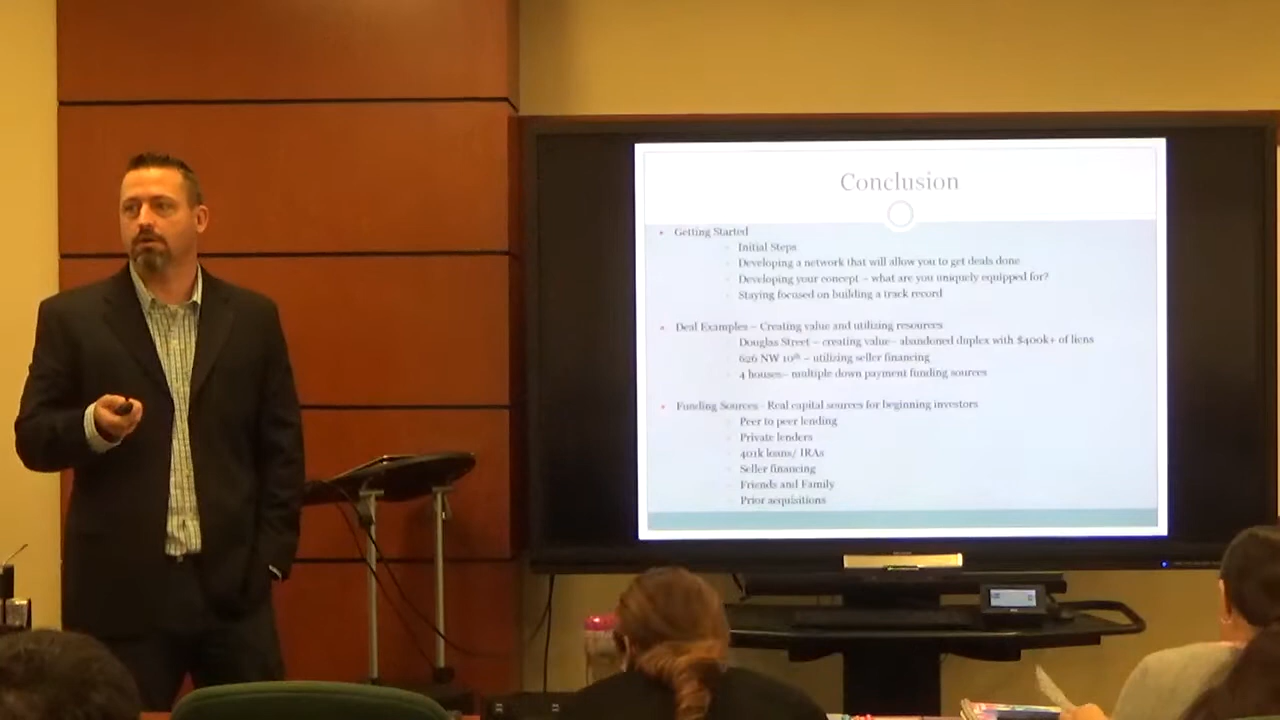 Conclusion
Getting Started
Initial Steps
Developing a network that will allow you to get deals done
Developing your concept – what are you uniquely equipped for?
Staying focused on building a track record
Deal Examples – Creating value and utilizing resources
Douglas Street – creating value– abandoned duplex with $400k+ of liens
626 NW 10th – utilizing seller financing
4 houses– multiple down payment funding sources
Funding Sources - Real capital sources for beginning investors
Peer to peer lending
Private lenders
401k loans/ IRAs
Seller financing
Friends and Family
Prior acquisitions